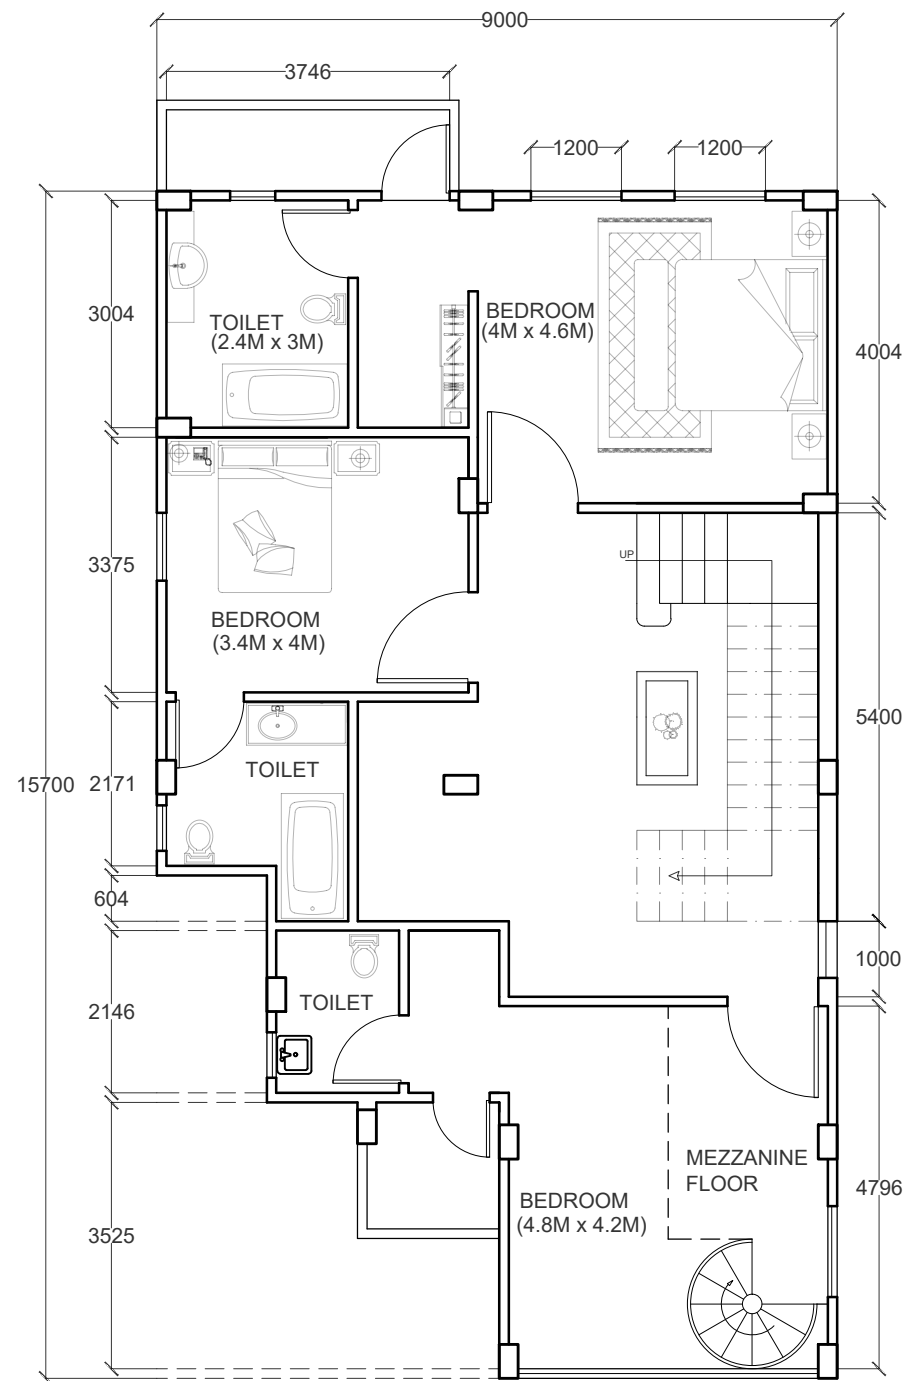 9000
3746
1200
1200
3004
TOILET
(2.4M x 3M)
BEDROOM
(4M x 4.6M)
4004
3375
UP
BEDROOM
(3.4M x 4M)
5400
15700
2171
TOILET
604
1000
2146
TOILET
MEZZANINE
FLOOR
4796
BEDROOM
(4.8M x 4.2M)
3525